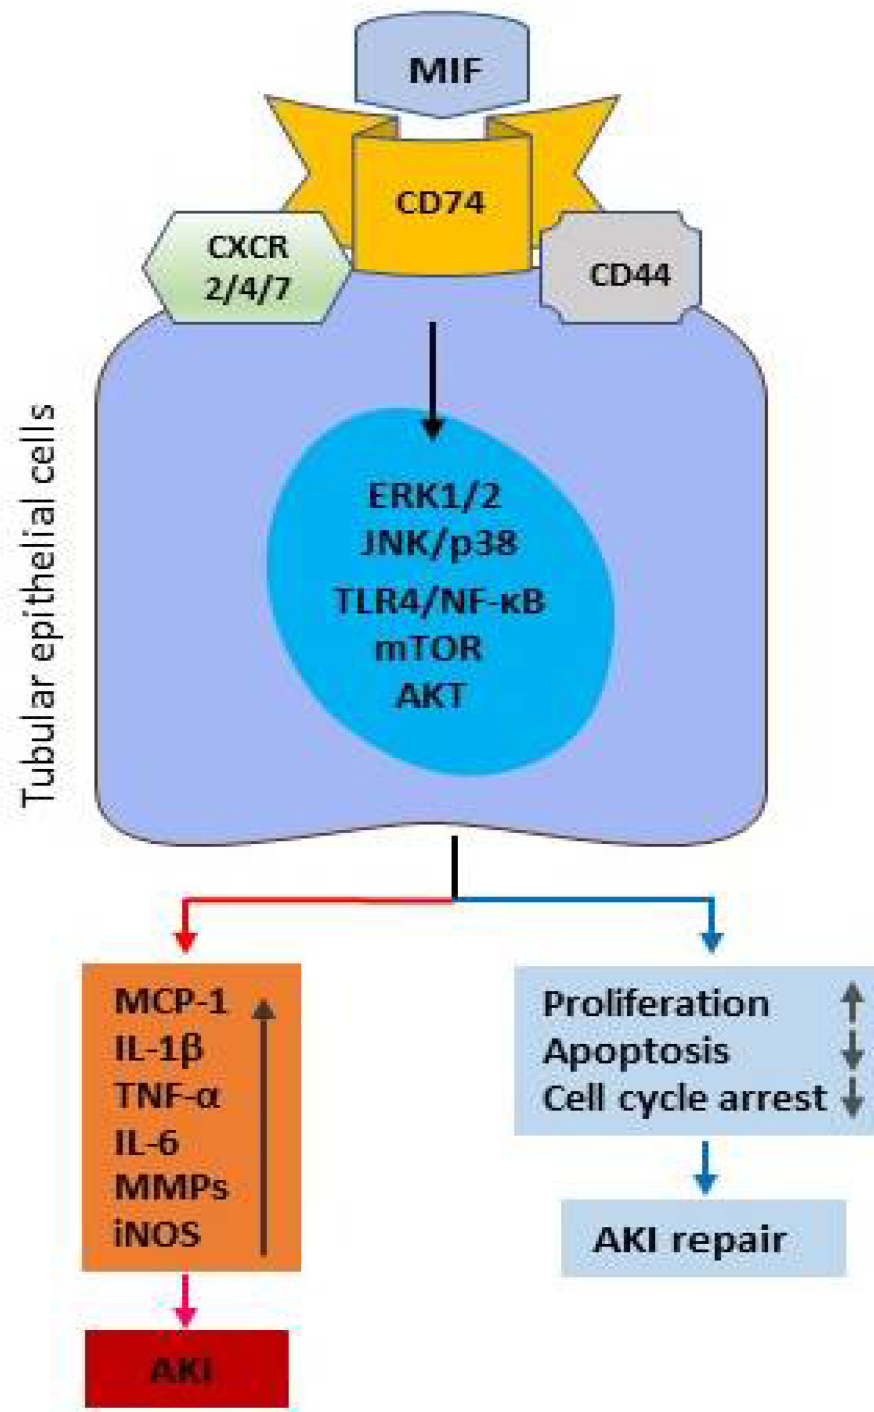 MIF
CD74
CXCR
2/4/7
CD44
Tubular epithelial cells
ERK1/2
JNK/p38
TLR4/NF-κB
mTOR
AKT
MCP-1
IL-1β
TNF-α
IL-6
MMPs
iNOS
Proliferation
Apoptosis
Cell cycle arrest
AKI repair
AKI